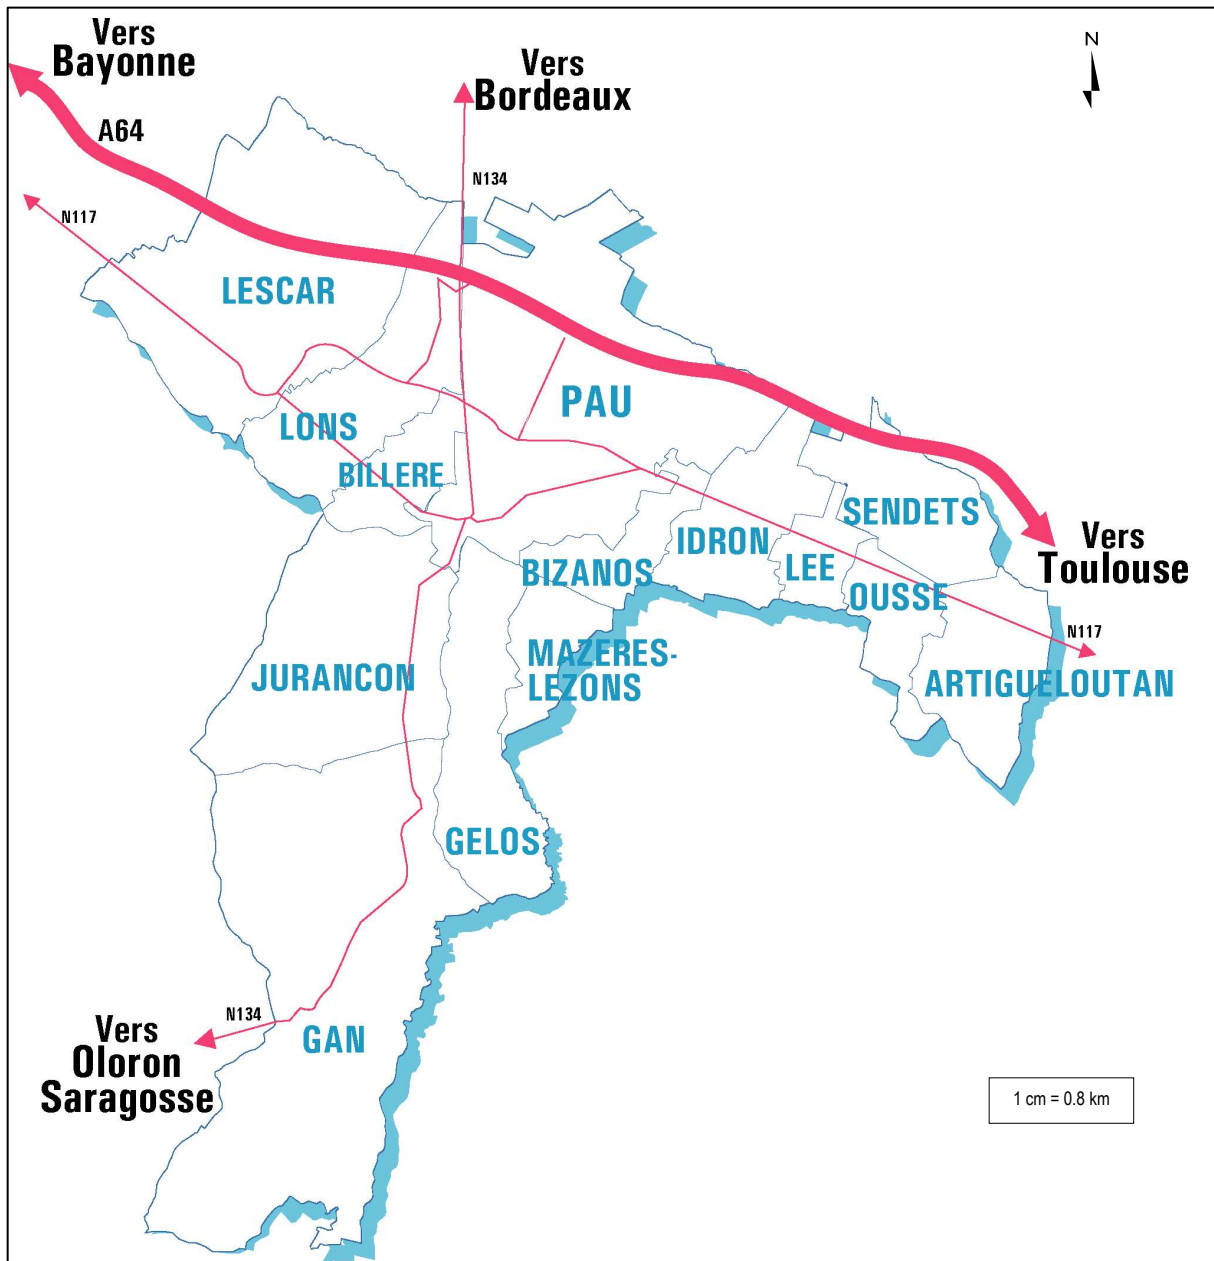 Vers
Bayonne
Vers
Bordeaux
N
A64
N134
N117
LESCAR
PAU
LONS
BILLERE
SENDETS
IDRON
LEE
BIZANOS
OUSSE
Vers
Toulouse
N117
MAZERES-
LEZONS
JURANCON
ARTIGUELOUTAN
GELOS
N134
GAN
Vers
Oloron
Saragosse
1 cm = 0.8 km